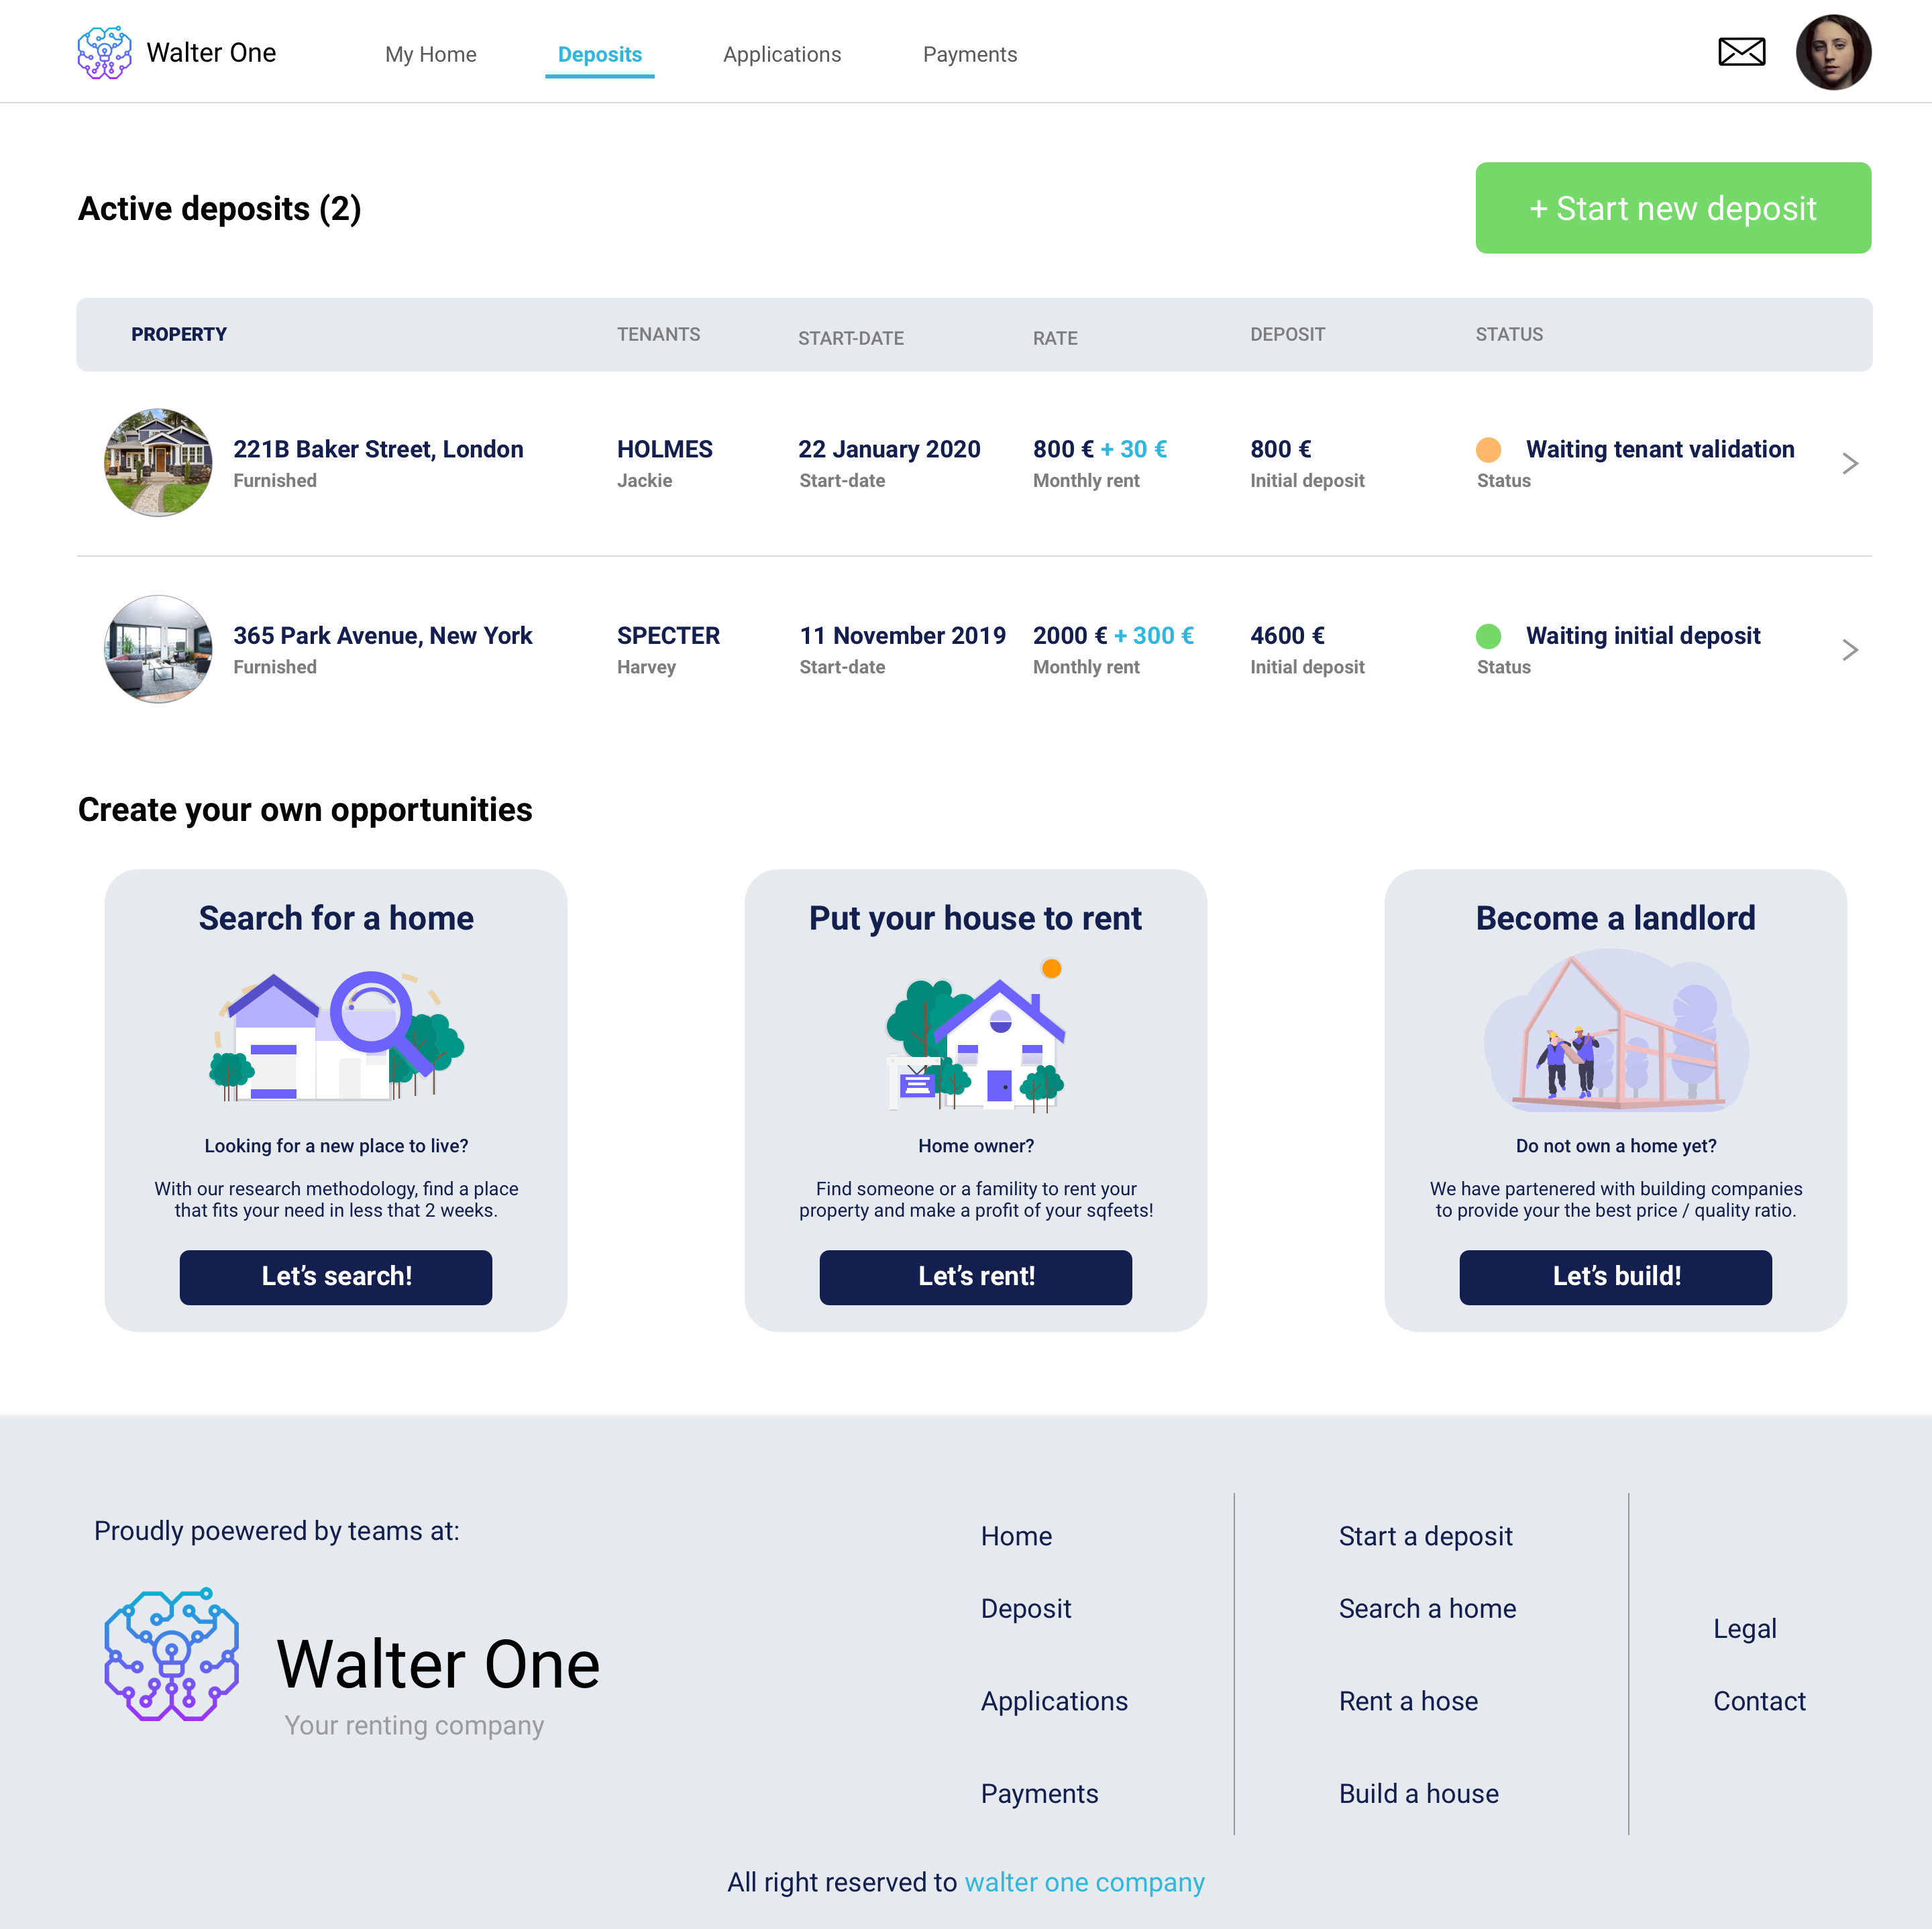 Walter One
My Home
Deposits
Applications
Payments
Active deposits (2)
+ Start new deposit
PROPERTY
TENANTS
START-DATE
RATE
DEPOSIT
STATUS
221B Baker Street, London
Furnished
HOLMES
Jackie
22 January 2020
Start-date
800 € + 30 €
Monthly rent
800 €
Initial deposit
Waiting tenant validation
Status
365 Park Avenue, New York
Furnished
SPECTER
Harvey
11 November 2019
Start-date
2000 € + 300 €
Monthly rent
4600 €
Initial deposit
Waiting initial deposit
Status
Create your own opportunities
Search for a home
Looking for a new place to live?
With our research methodology, find a place
that fits your need in less that 2 weeks.
Let’s search!
Put your house to rent
Home owner?
Find someone or a famility to rent your
property and make a profit of your sqfeets!
Let’s rent!
Become a landlord
Do not own a home yet?
We have partenered with building companies
to provide your the best price / quality ratio.
Let’s build!
Proudly poewered by teams at:
Walter One
Your renting company
Home
Deposit
Applications
Payments
Start a deposit
Search a home
Rent a hose
Build a house
Legal
Contact
All right reserved to walter one company